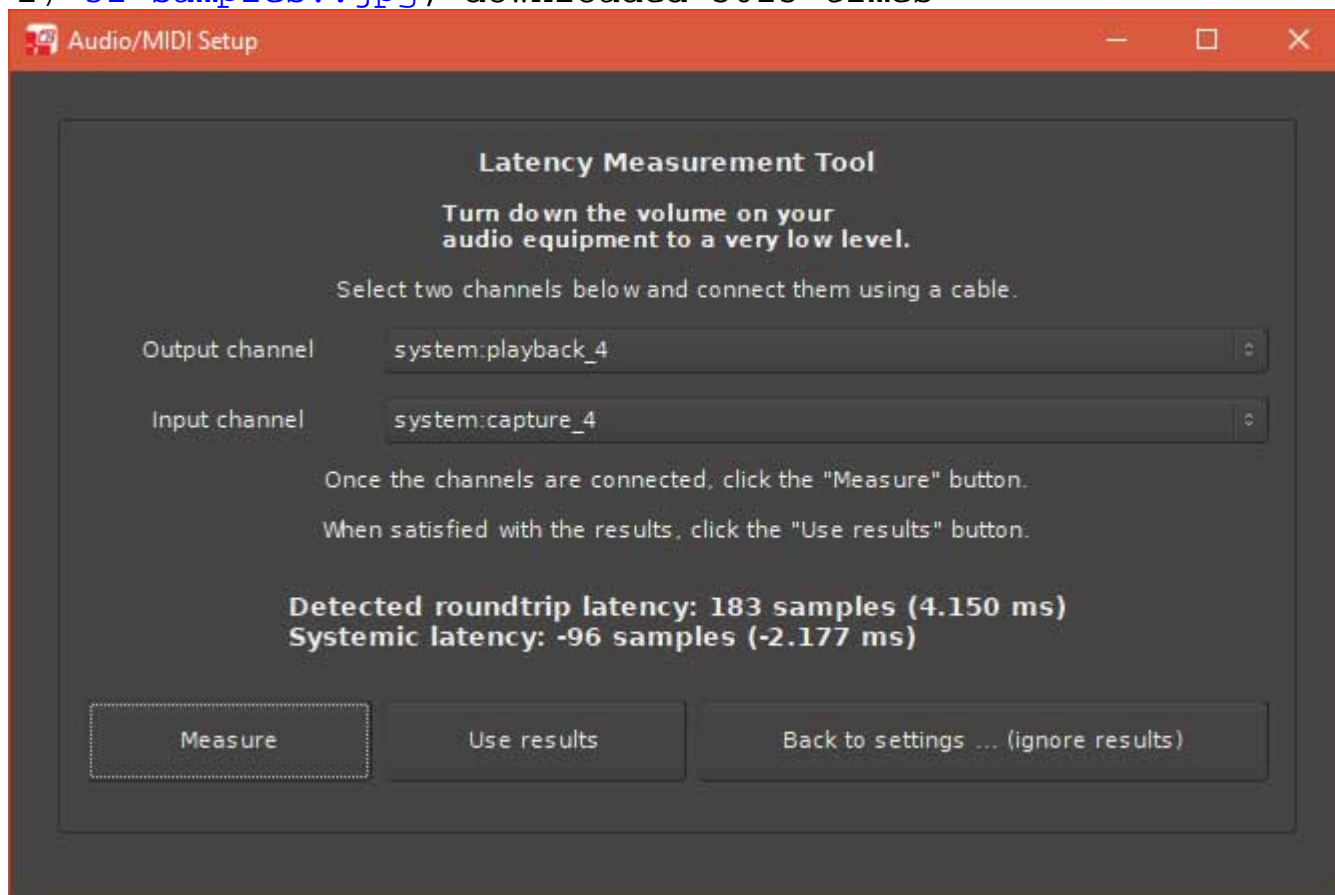 Audio/MIDI Setup
Latency Measurement Tool
Turn down the volume on your
audio equipment to a very low level.
Select two channels below and connect them using a cable.
Output channel system:playback_4
Input channel system:capture_4
Once the channels are connected, click the "Measure" button.
When satisfied with the results, click the "Use results" button.
Detected roundtrip latency: 183 samples (4.150 ms)
Systemic latency: -96 samples (-2.177 ms)
Measure Use results Back to settings ... (ignore results)